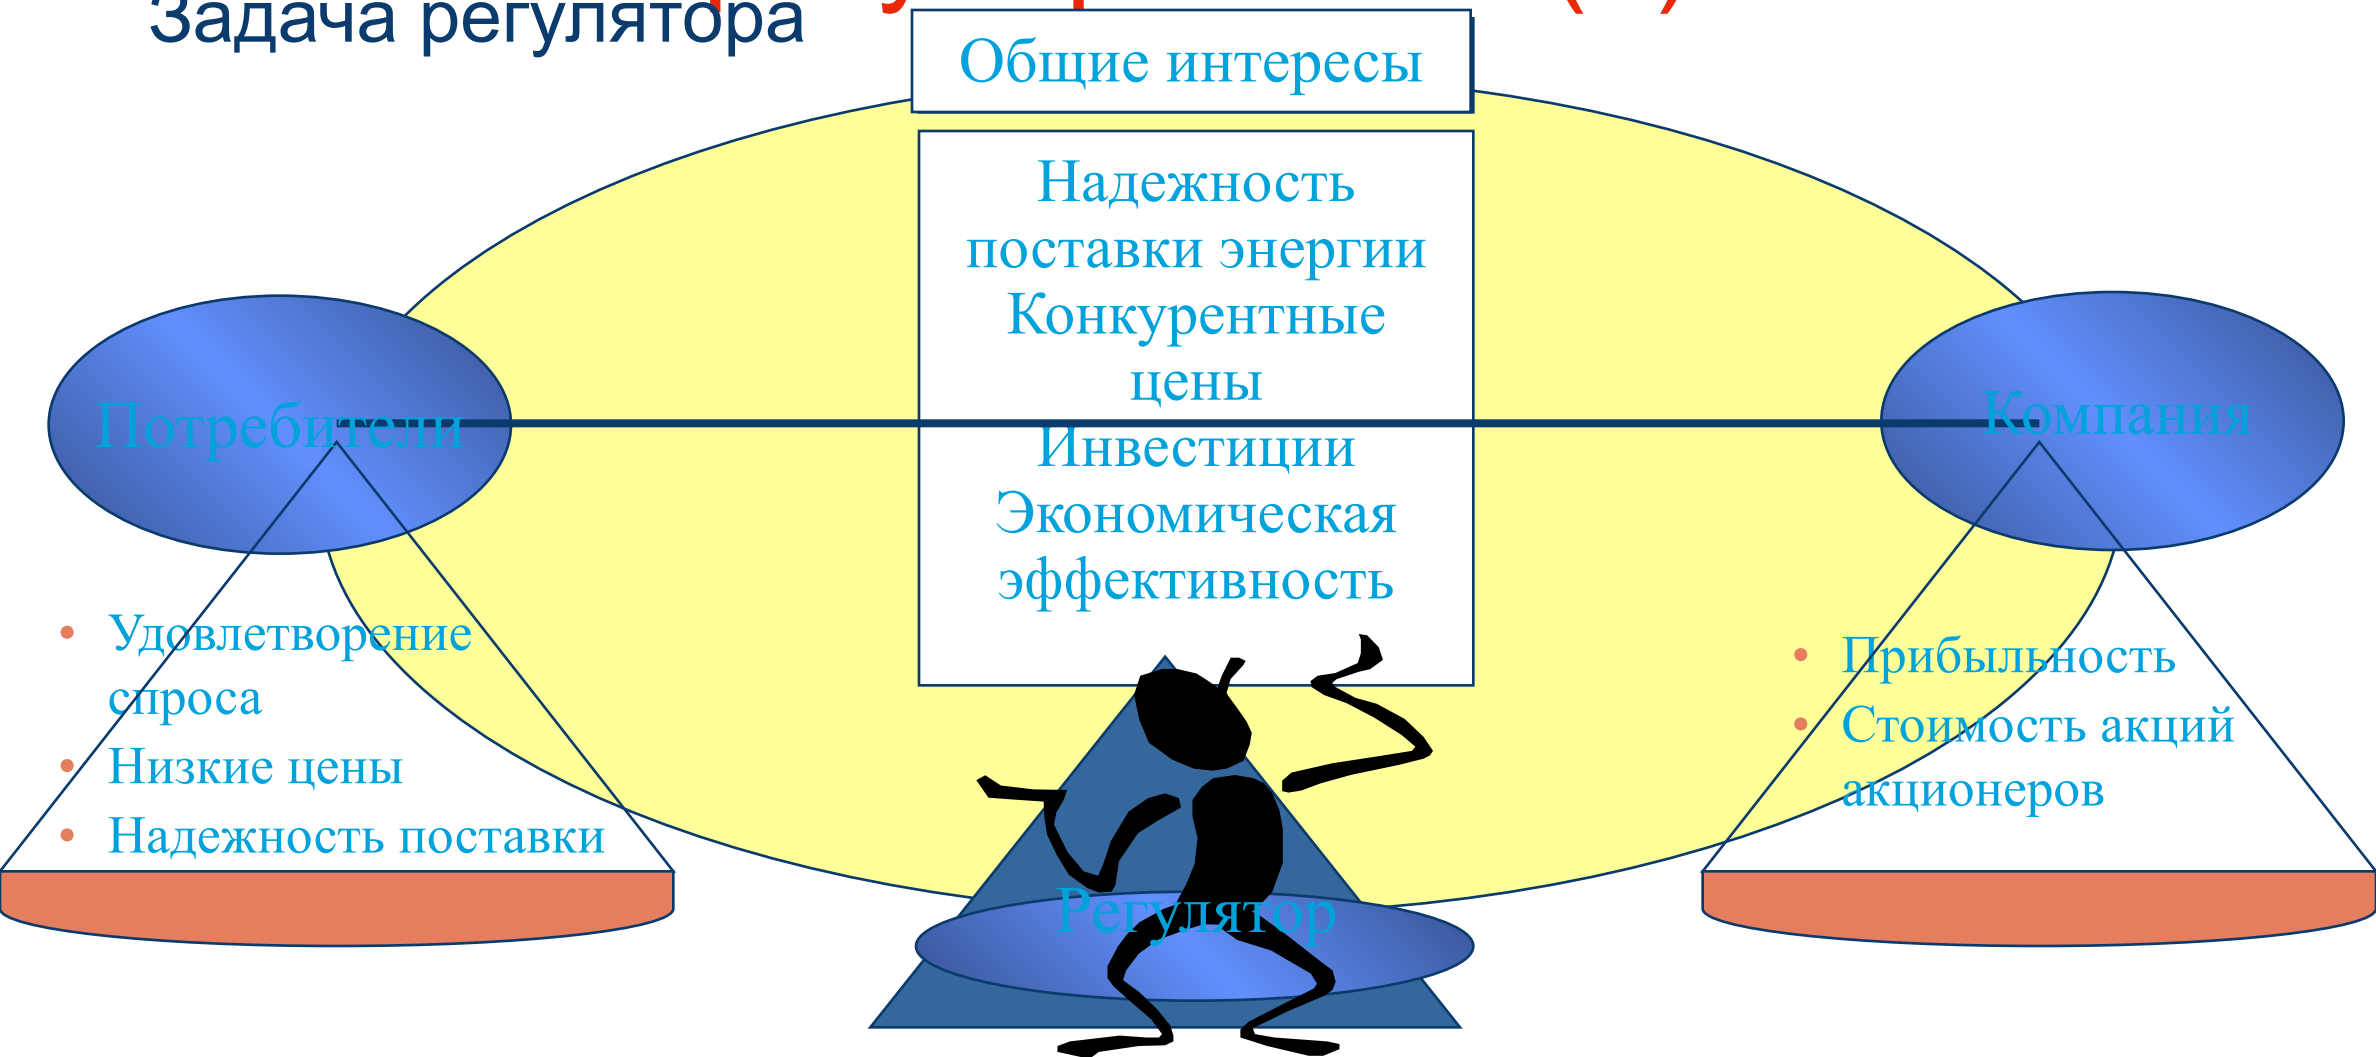 Задача регулятора
Общие интересы
Надежность
поставки энергии
Конкурентные
цены
Инвестиции
Экономическая
эффективность
Потребители
Компания
• Удовлетворение
спроса
• Низкие цены
• Надежность поставки
• Прибыльность
• Стоимость акций
акционеров
Регулятор